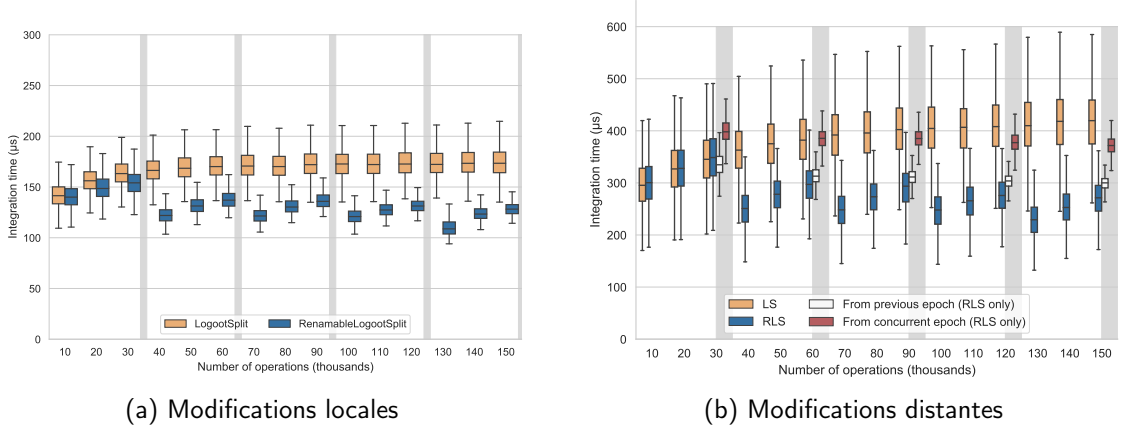 300
250
200
150
100
50
0
Integration time (μs)
LogootSplit
RenamableLogootSplit
10 20 30 40 50 60 70 80 90 100 110 120 130 140 150
Number of operations (thousands)
(a) Modifications locales
600
500
400
300
200
100
0
Integration time (μs)
LS
From previous epoch (RLS only)
RLS
From concurrent epoch (RLS only)
10 20 30 40 50 60 70 80 90 100 110 120 130 140 150
Number of operations (thousands)
(b) Modifications distantes